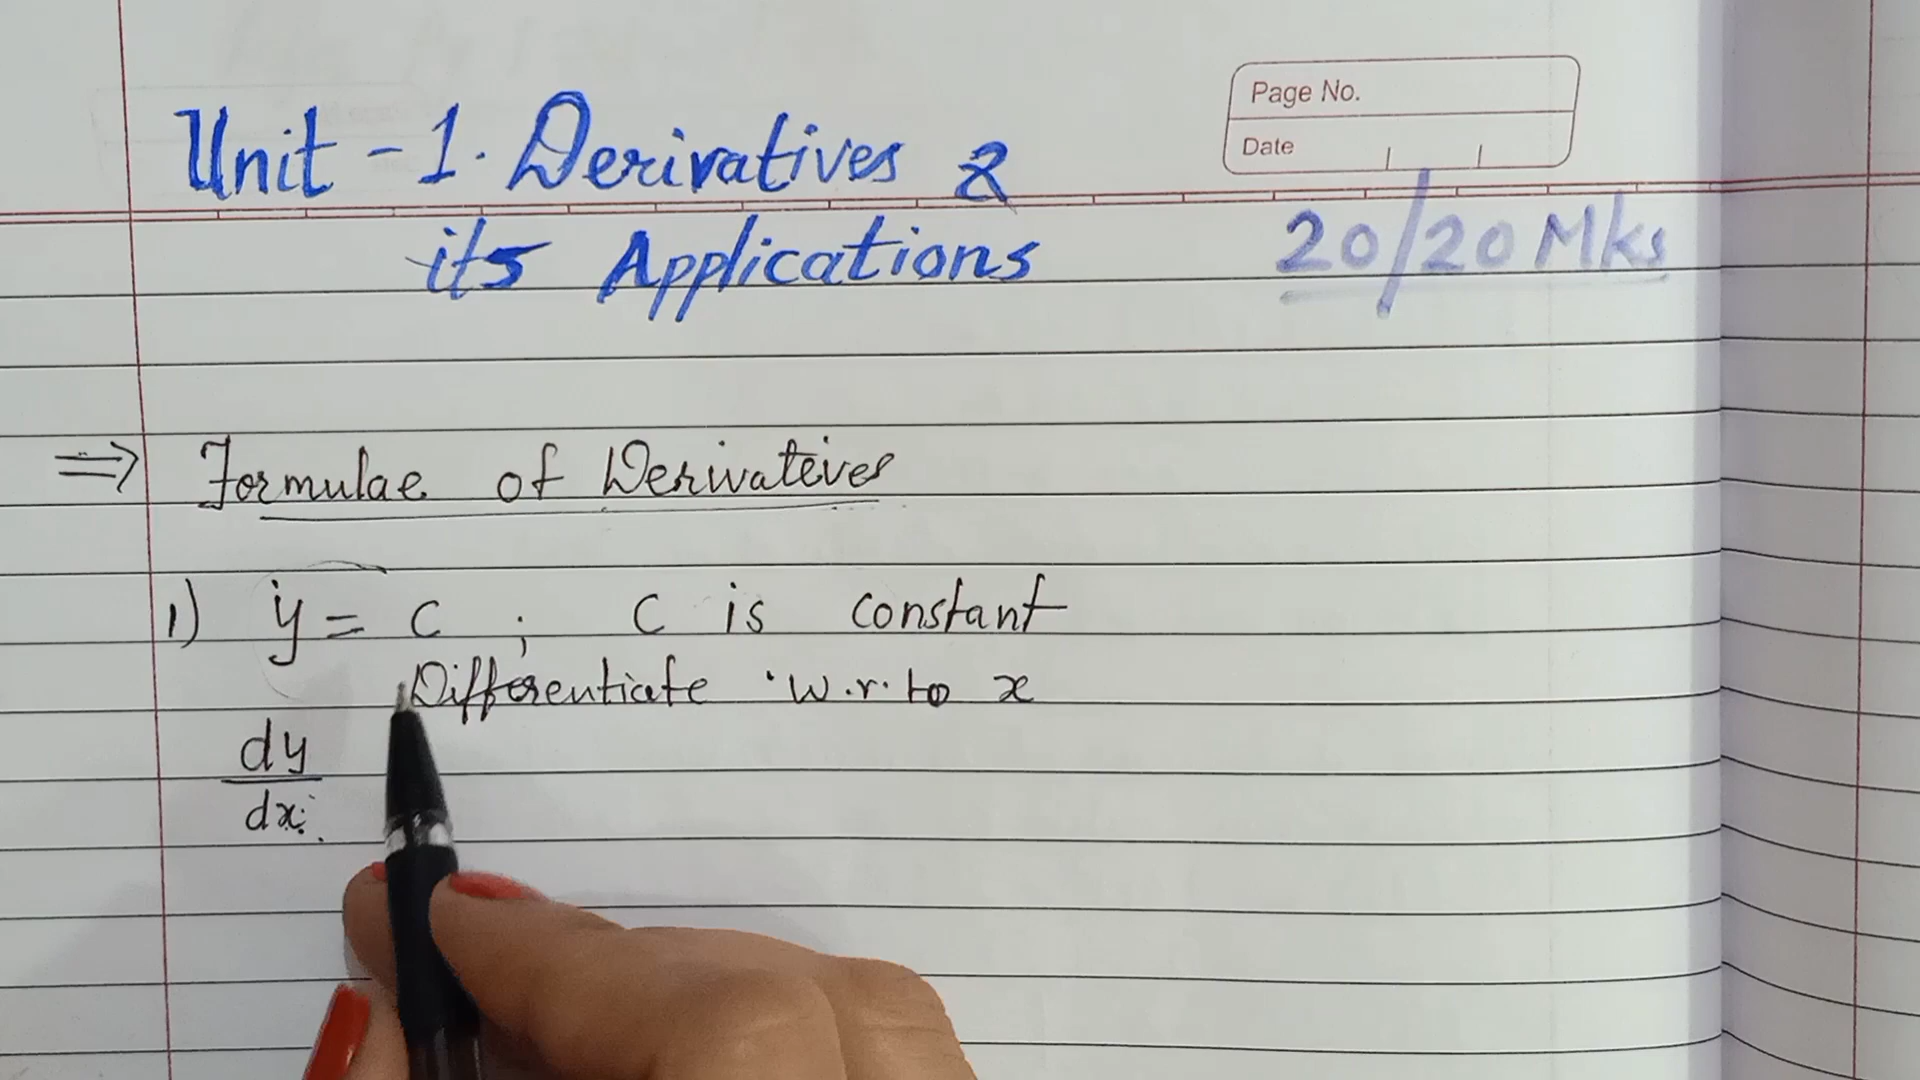 Page No.
Date
Unit - 1. Derivatives &
its Applications
20/20 Mks
⇒ Formulae of Derivatives
1) y = c ; c is constant
Differentiate w.r. to x
dy
dx